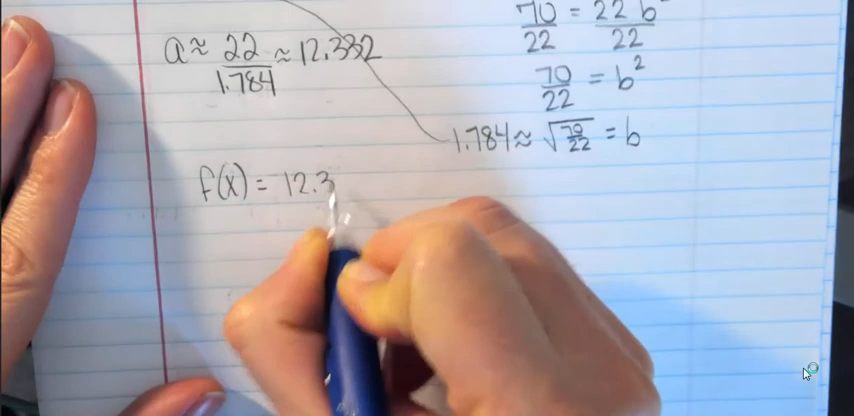 a ≈ 22/1.784 ≈ 12.332
f(x) = 12.3
70/22 = 22b²/22
70/22 = b²
1.784 ≈ √70/22 = b